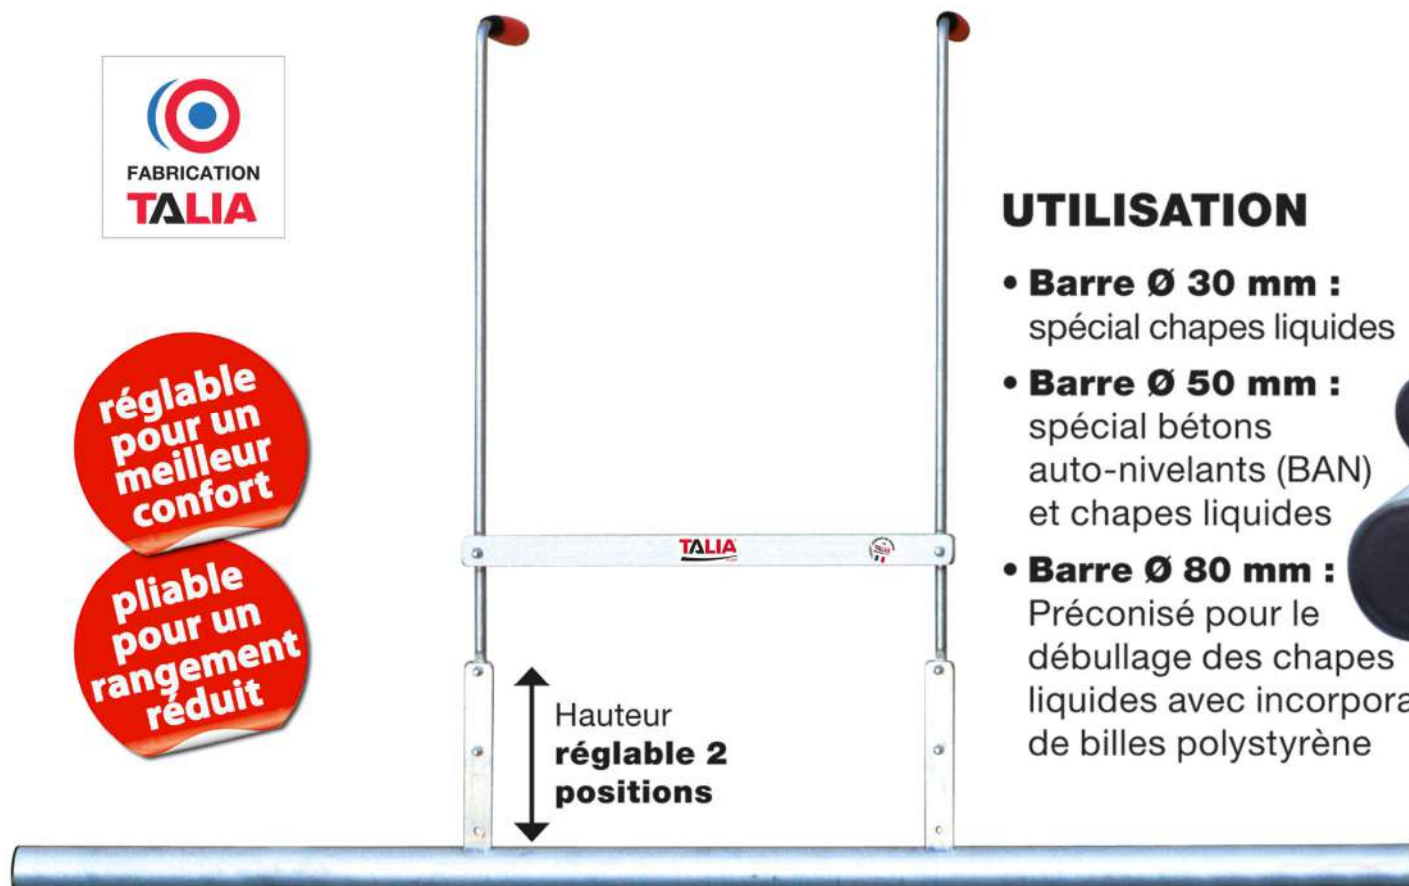 FABRICATION
TALIA
réglable
pour un
meilleur
confort
pliable
pour un
rangement
réduit
TALIA
TALIA
Hauteur
réglable 2
positions
UTILISATION
• Barre Ø 30 mm :
spécial chapes liquides
• Barre Ø 50 mm :
spécial bétons
auto-nivelants (BAN)
et chapes liquides
• Barre Ø 80 mm :
Préconisé pour le
débullage des chapes
liquides avec incorpora
de billes polystyrène